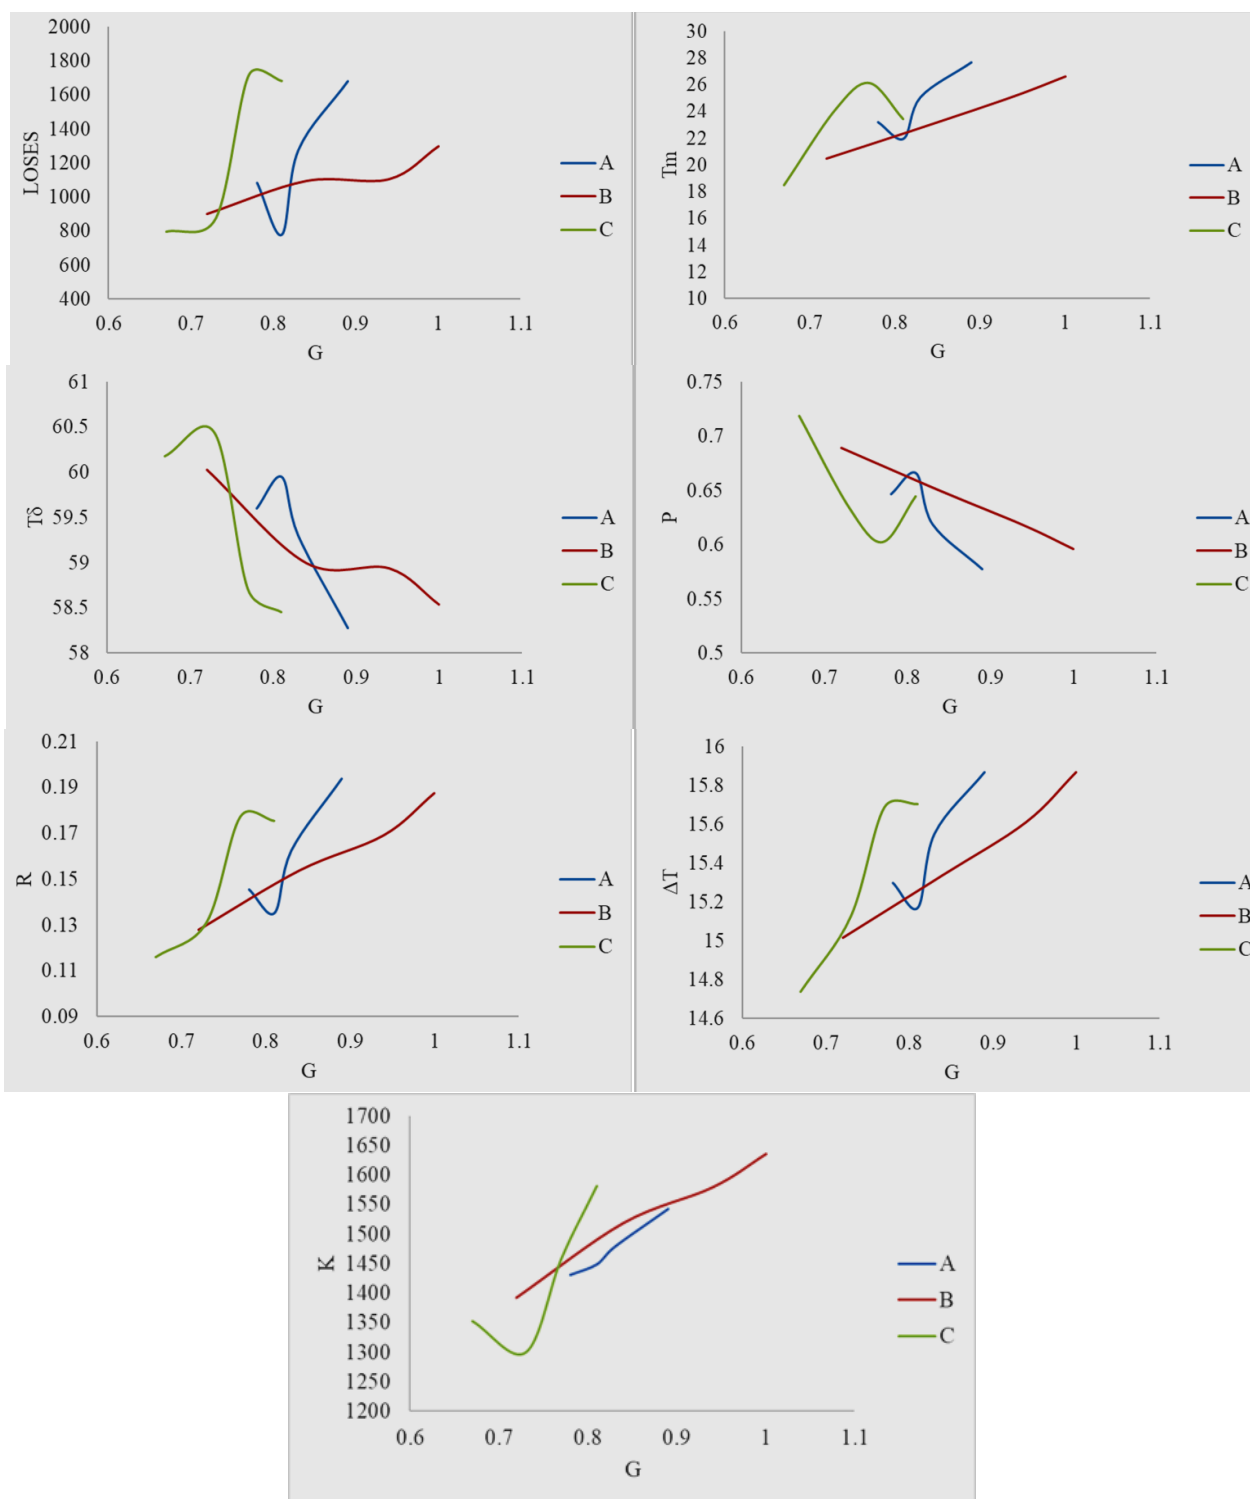 LOSES
2000
1800
1600
1400
1200
1000
800
600
400
0.6 0.7 0.8 0.9 1 1.1
G
A
B
C
Tm
30
28
26
24
22
20
18
16
14
12
10
0.6 0.7 0.8 0.9 1 1.1
G
A
B
C
Tδ
61
60.5
60
59.5
59
58.5
58
0.6 0.7 0.8 0.9 1 1.1
G
A
B
C
P
0.75
0.7
0.65
0.6
0.55
0.5
0.6 0.7 0.8 0.9 1 1.1
G
A
B
C
R
0.21
0.19
0.17
0.15
0.13
0.11
0.09
0.6 0.7 0.8 0.9 1 1.1
G
A
B
C
ΔT
16
15.8
15.6
15.4
15.2
15
14.8
14.6
0.6 0.7 0.8 0.9 1 1.1
G
A
B
C
K
1700
1650
1600
1550
1500
1450
1400
1350
1300
1250
1200
0.6 0.7 0.8 0.9 1 1.1
G
A
B
C